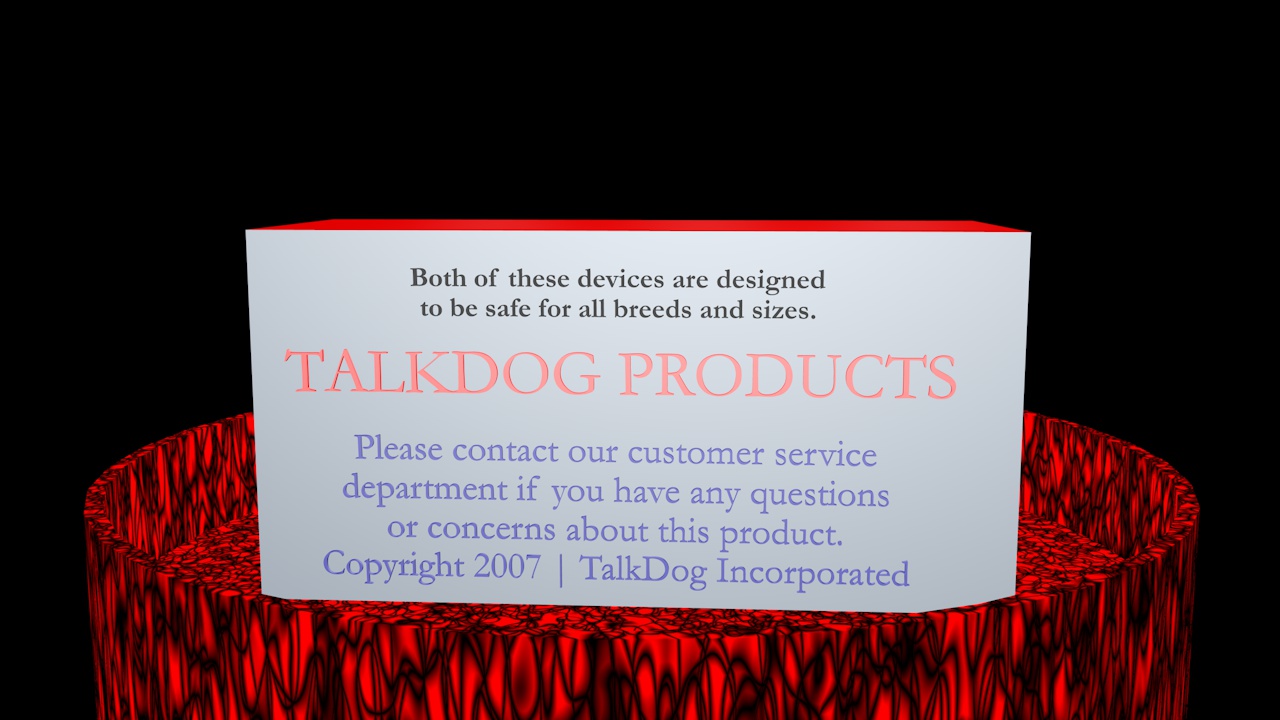 Both of these devices are designed
to be safe for all breeds and sizes.
TALKDOG PRODUCTS
Please contact our customer service
department if you have any questions
or concerns about this product.
Copyright 2007 | TalkDog Incorporated